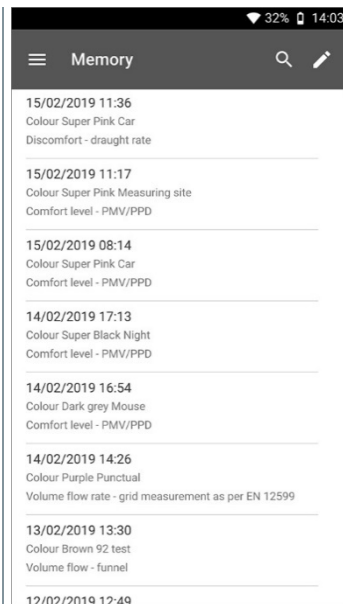 32% 14:03
Memory
15/02/2019 11:36
Colour Super Pink Car
Discomfort - draught rate
15/02/2019 11:17
Colour Super Pink Measuring site
Comfort level - PMV/PPD
15/02/2019 08:14
Colour Super Pink Car
Comfort level - PMV/PPD
14/02/2019 17:13
Colour Super Black Night
Comfort level - PMV/PPD
14/02/2019 16:54
Colour Dark grey Mouse
Comfort level - PMV/PPD
14/02/2019 14:26
Colour Purple Punctual
Volume flow rate - grid measurement as per EN 12599
13/02/2019 13:30
Colour Brown 92 test
Volume flow - funnel
12/02/2019 12:49